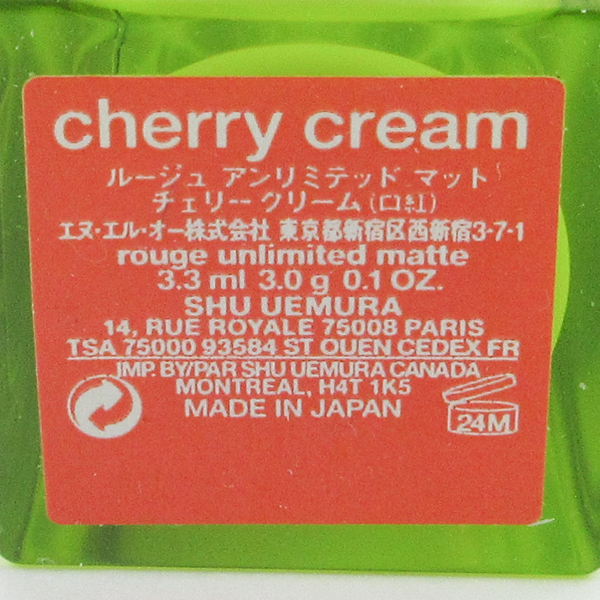 cherry cream
ルージュ アンリミテッド マット
チェリークリーム(口紅)
エヌ・エル・オー株式会社 東京都新宿区西新宿3-7-1
rouge unlimited matte
3.3 ml 3.0 g 0.1 OZ.
SHU UEMURA
14, RUE ROYALE 75008 PARIS
TSA 75000 93584 ST OUEN CEDEX FR
IMP. BY/PAR SHU UEMURA CANADA
MONTREAL, H4T 1K5
MADE IN JAPAN
24M